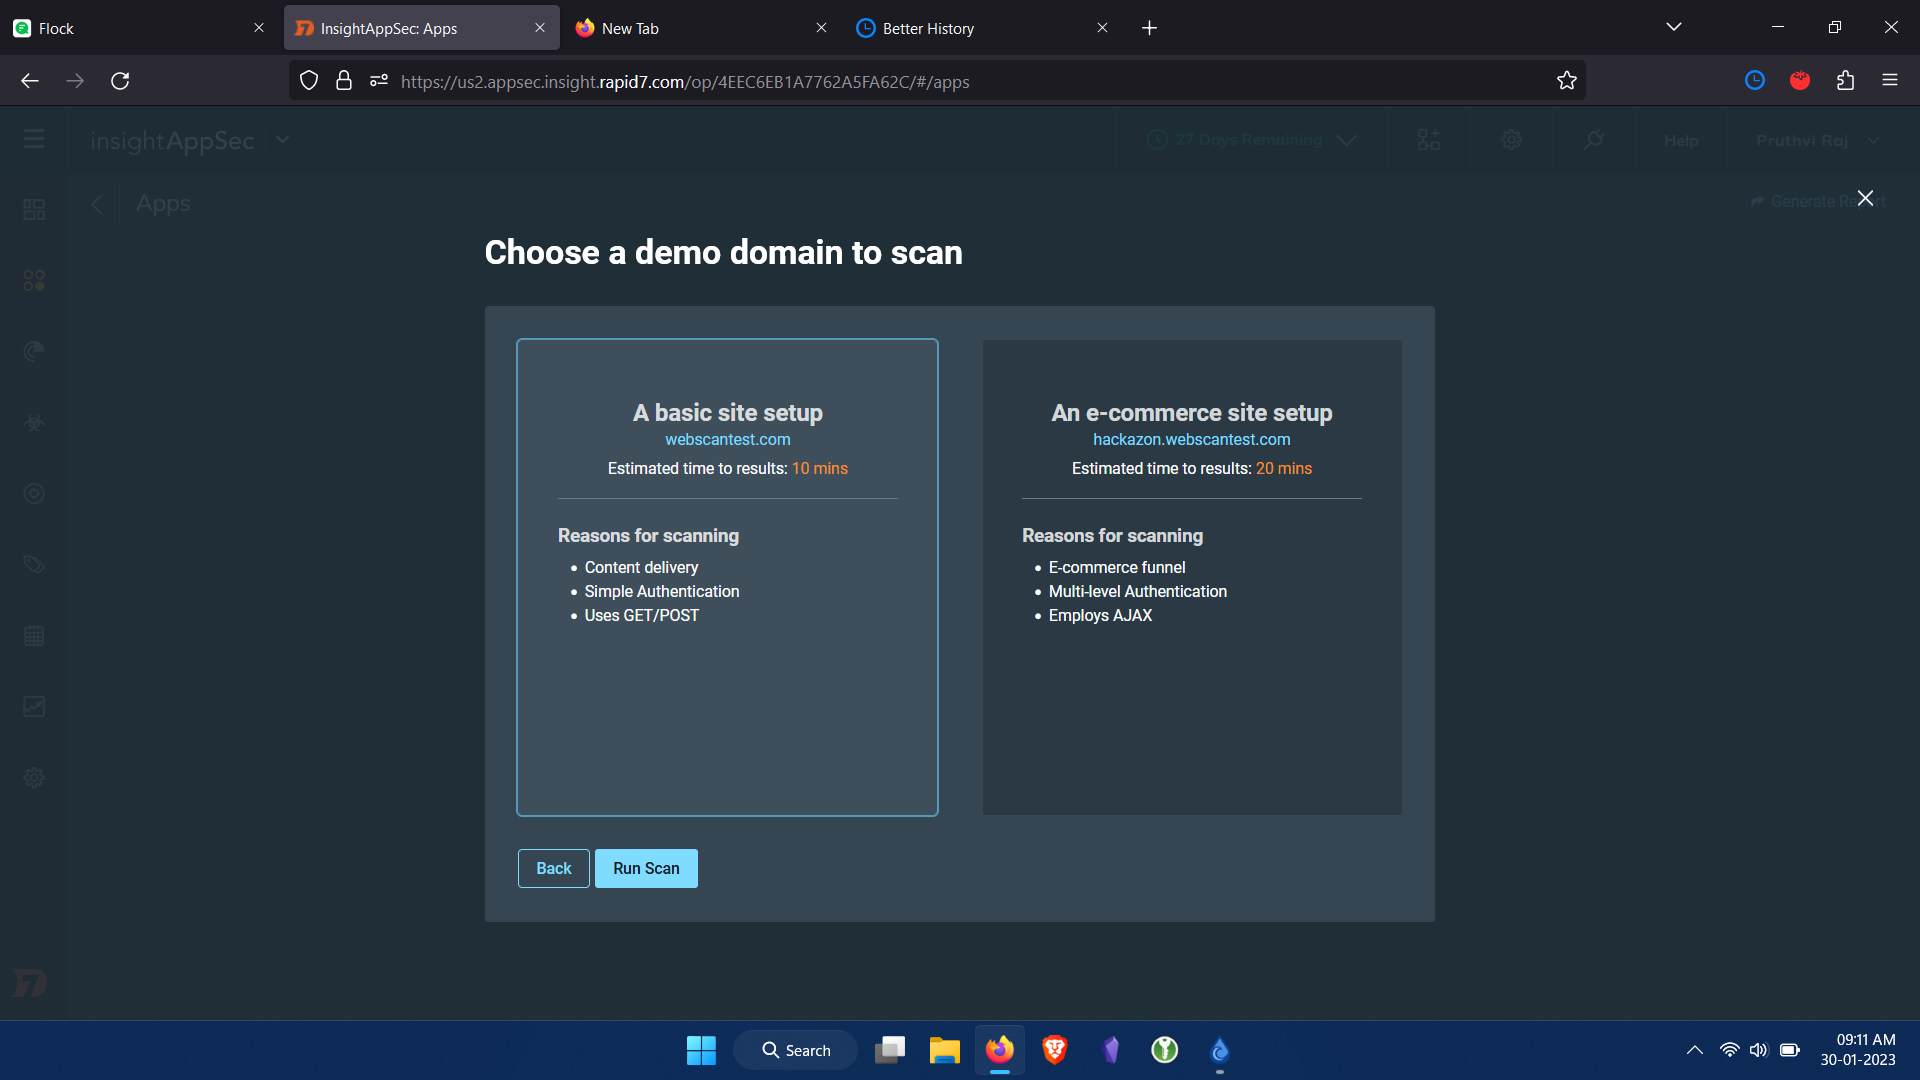 Flock
InsightAppSec: Apps
New Tab
Better History
https://us2.appsec.insight.rapid7.com/op/4EEC6EB1A7762A5FA62C/#/apps
insightAppSec
27 Days Remaining
Help
Pruthvi Raj
Apps
Generate Re rt
Choose a demo domain to scan
A basic site setup
webscantest.com
Estimated time to results: 10 mins
Reasons for scanning
• Content delivery
• Simple Authentication
• Uses GET/POST
An e-commerce site setup
hackazon.webscantest.com
Estimated time to results: 20 mins
Reasons for scanning
• E-commerce funnel
• Multi-level Authentication
• Employs AJAX
Back
Run Scan
Search
09:11 AM
30-01-2023